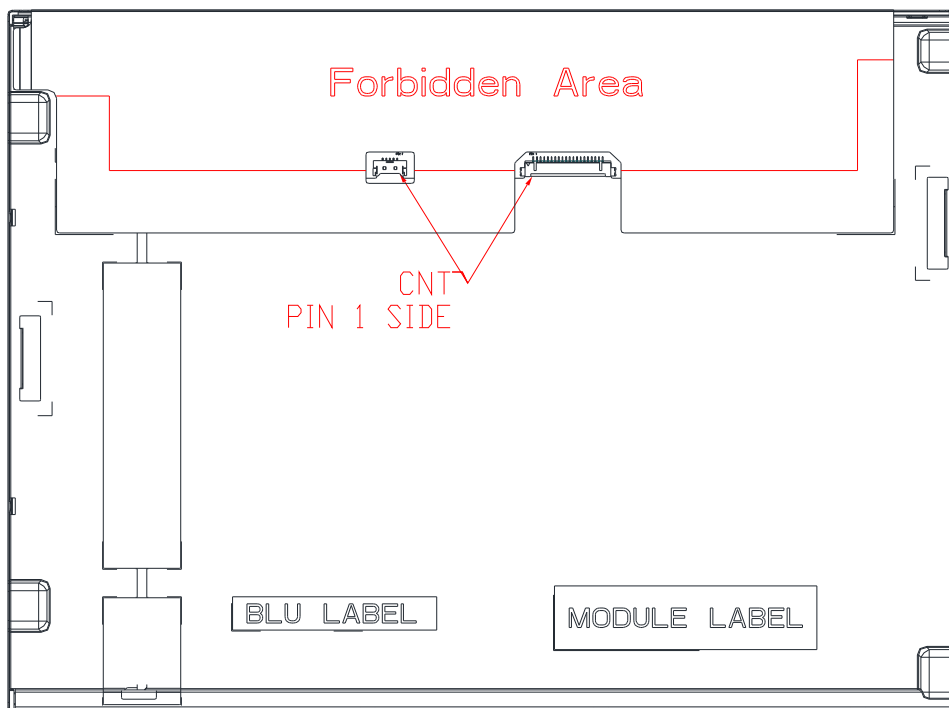 Forbidden Area
CNT
PIN 1 SIDE
BLU LABEL
MODULE LABEL